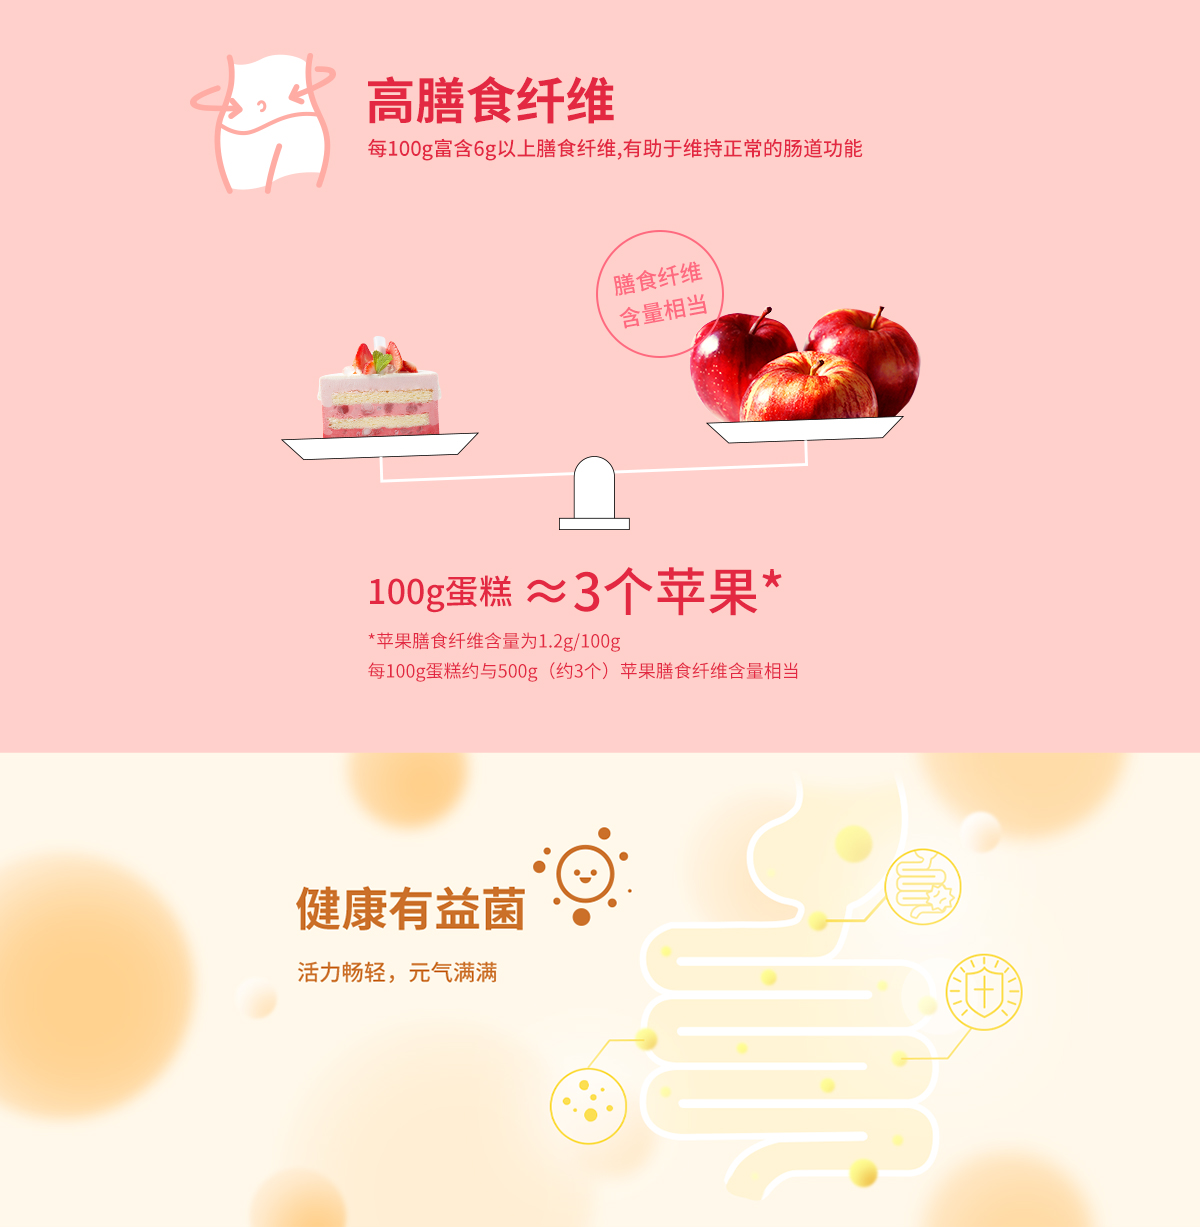 高膳食纤维
每100g富含6g以上膳食纤维,有助于维持正常的肠道功能
膳食纤维
含量相当
100g蛋糕 ≈3个苹果*
*苹果膳食纤维含量为1.2g/100g
每100g蛋糕约与500g（约3个）苹果膳食纤维含量相当
健康有益菌
活力畅轻，元气满满